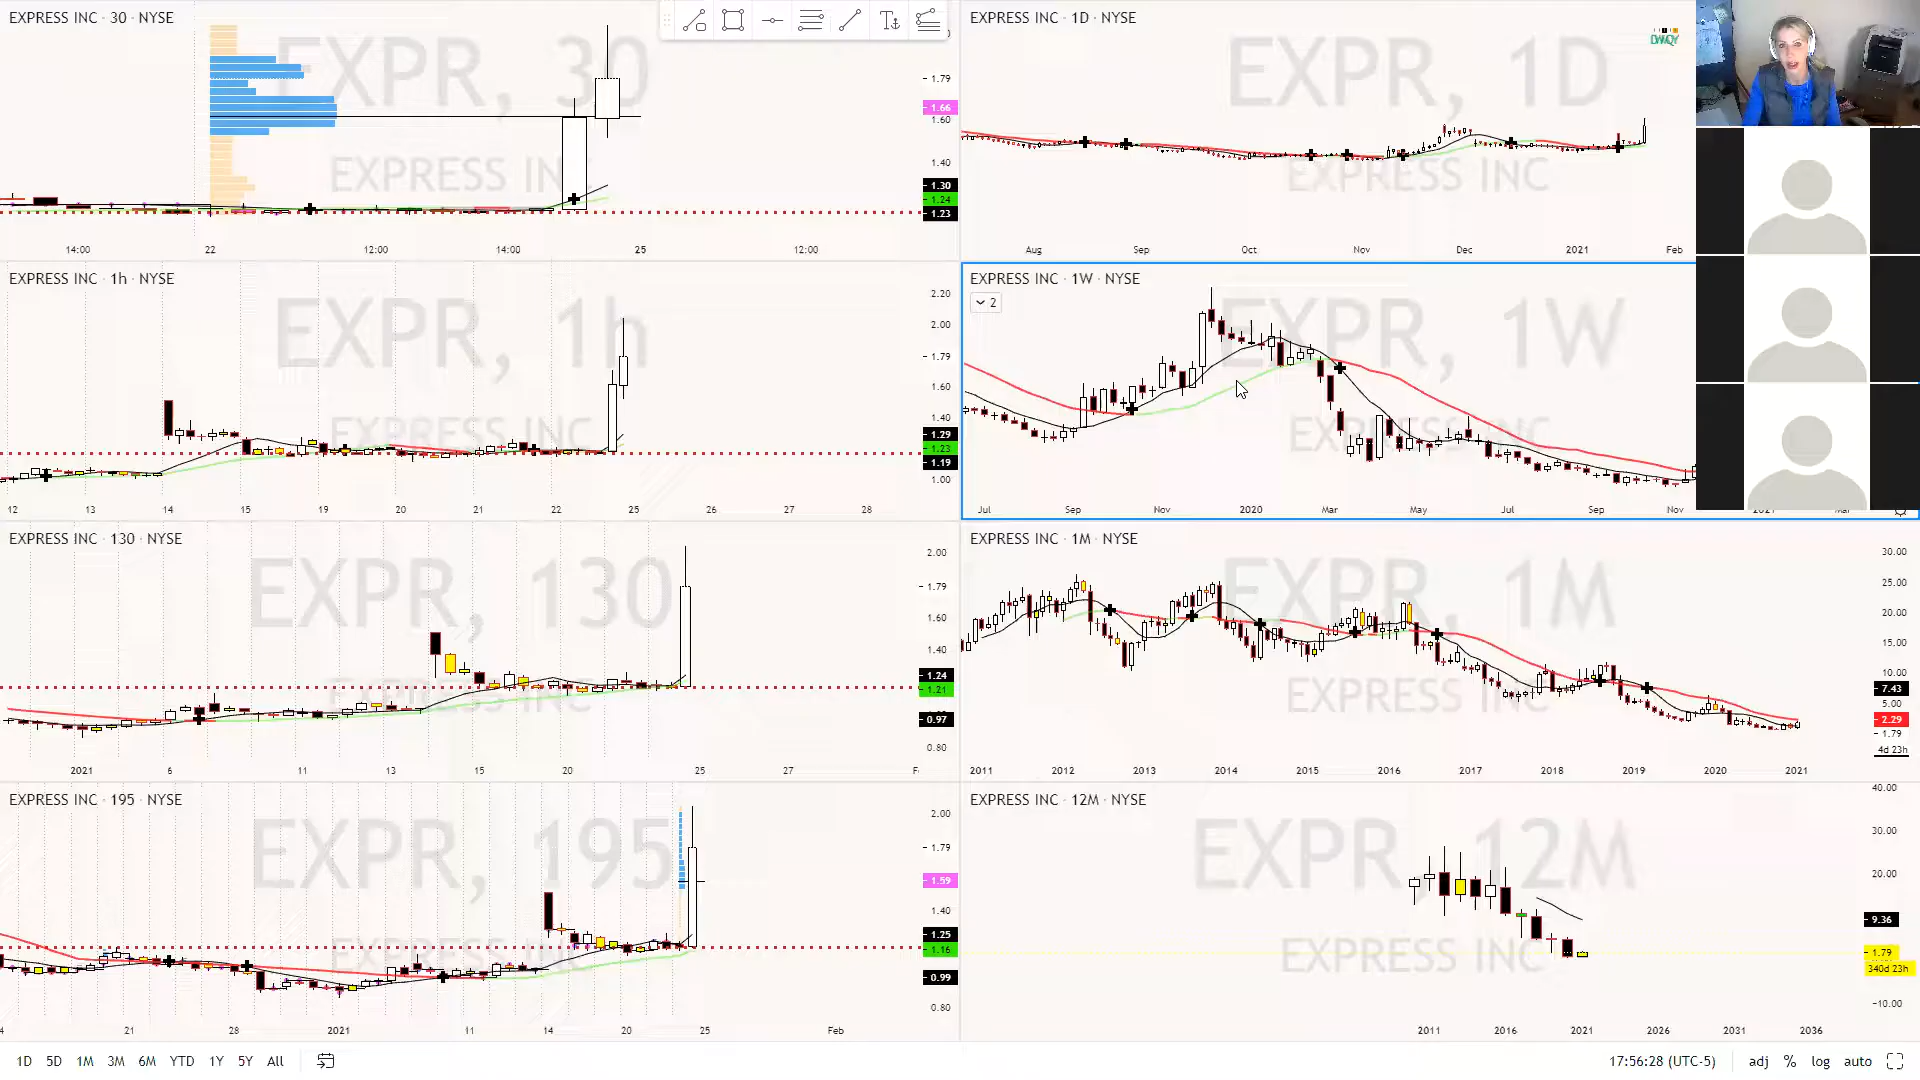 EXPRESS INC · 30 · NYSE
EXPR, 30
EXPRESS INC
1.79
1.66
1.60
1.40
1.30
1.24
1.23
14:00 22 12:00 14:00 25 12:00
EXPRESS INC · 1D · NYSE
EXPR, 1D
EXPRESS INC
Aug Sep Oct Nov Dec 2021 Feb
EXPRESS INC · 1h · NYSE
EXPR, 1h
EXPRESS INC
2.20
2.00
1.79
1.60
1.40
1.29
1.23
1.19
1.00
12 13 14 15 19 20 21 22 25 26 27 28
EXPRESS INC · 1W · NYSE
2
EXPR, 1W
EXPRESS INC
Jul Sep Nov 2020 Mar May Jul Sep Nov
EXPRESS INC · 130 · NYSE
EXPR, 130
EXPRESS INC
2.00
1.79
1.60
1.40
1.24
1.21
0.97
0.80
2021 6 11 13 15 20 25 27
EXPRESS INC · 1M · NYSE
EXPR, 1M
EXPRESS INC
30.00
25.00
20.00
15.00
10.00
7.43
5.00
2.29
1.79
4d 23h
2011 2012 2013 2014 2015 2016 2017 2018 2019 2020 2021
EXPRESS INC · 195 · NYSE
EXPR, 195
EXPRESS INC
2.00
1.79
1.59
1.40
1.25
1.16
0.99
0.80
21 28 2021 11 14 20 25 Feb
EXPRESS INC · 12M · NYSE
EXPR, 12M
EXPRESS INC
40.00
30.00
20.00
9.36
1.79
340d 23h
-10.00
2011 2016 2021 2026 2031 2036
1D 5D 1M 3M 6M YTD 1Y 5Y All
17:56:28 (UTC-5) adj % log auto